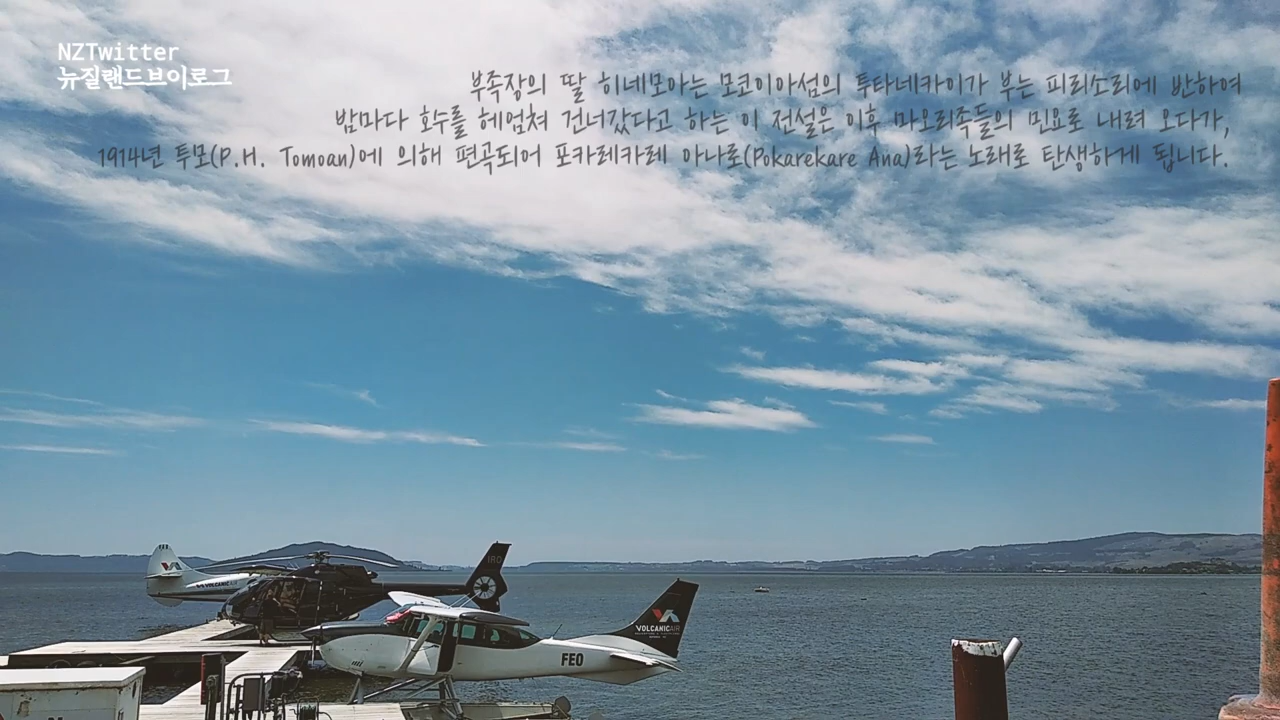 NZTwitter
뉴질랜드브이로그
부족장의 딸 히네모아는 모코이아섬의 투타네카이가 부는 피리소리에 반하여
밤마다 호수를 헤엄쳐 건너갔다고 하는 이 전설은 이후 마오리족들의 민요로 내려 오다가,
1914년 투모(P.H. Tomoan)에 의해 편곡되어 포카레카레 아나로(Pokarekare Ana)라는 노래로 탄생하게 됩니다.
IRO
VOLCANICAIR
VOLCANICAIR
FEO